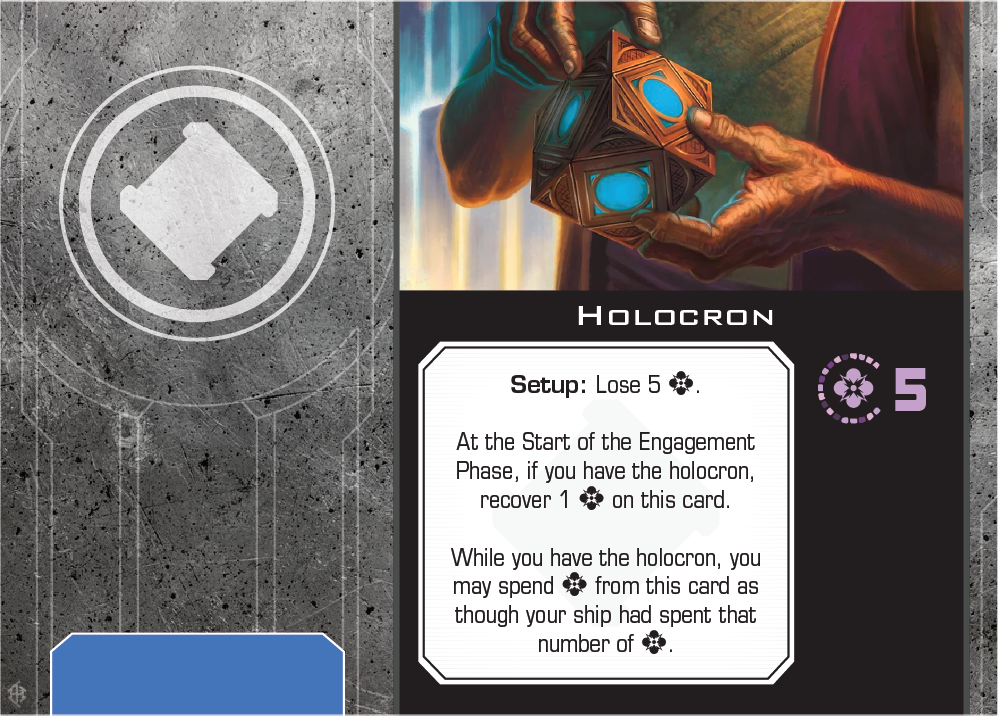 HOLOCRON
Setup: Lose 5 .
At the Start of the Engagement
Phase, if you have the holocron,
recover 1 on this card.
While you have the holocron, you
may spend from this card as
though your ship had spent that
number of .
5